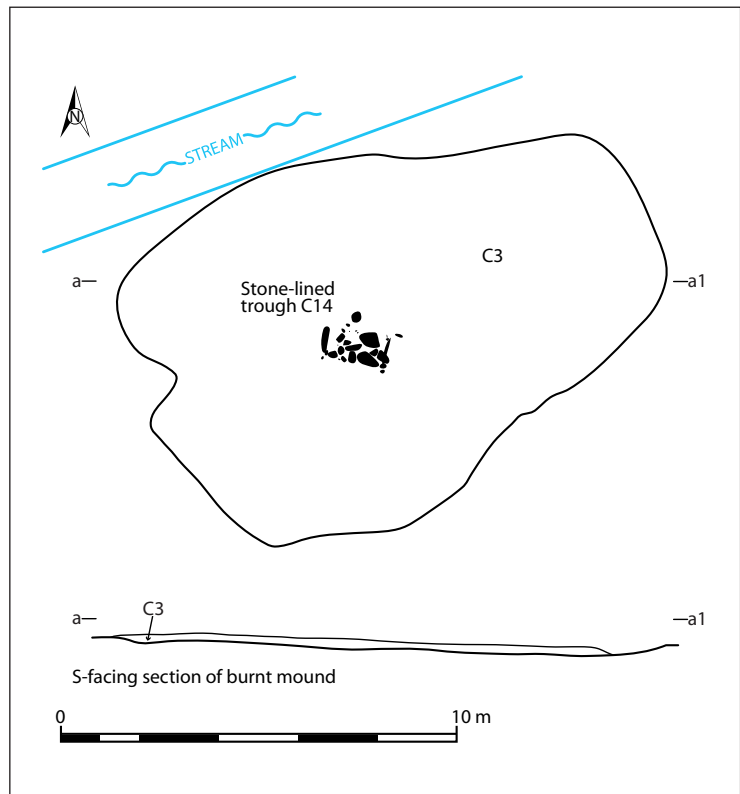 N
STREAM
C3
a
a1
Stone-lined
trough C14
C3
a
a1
S-facing section of burnt mound
0
10 m